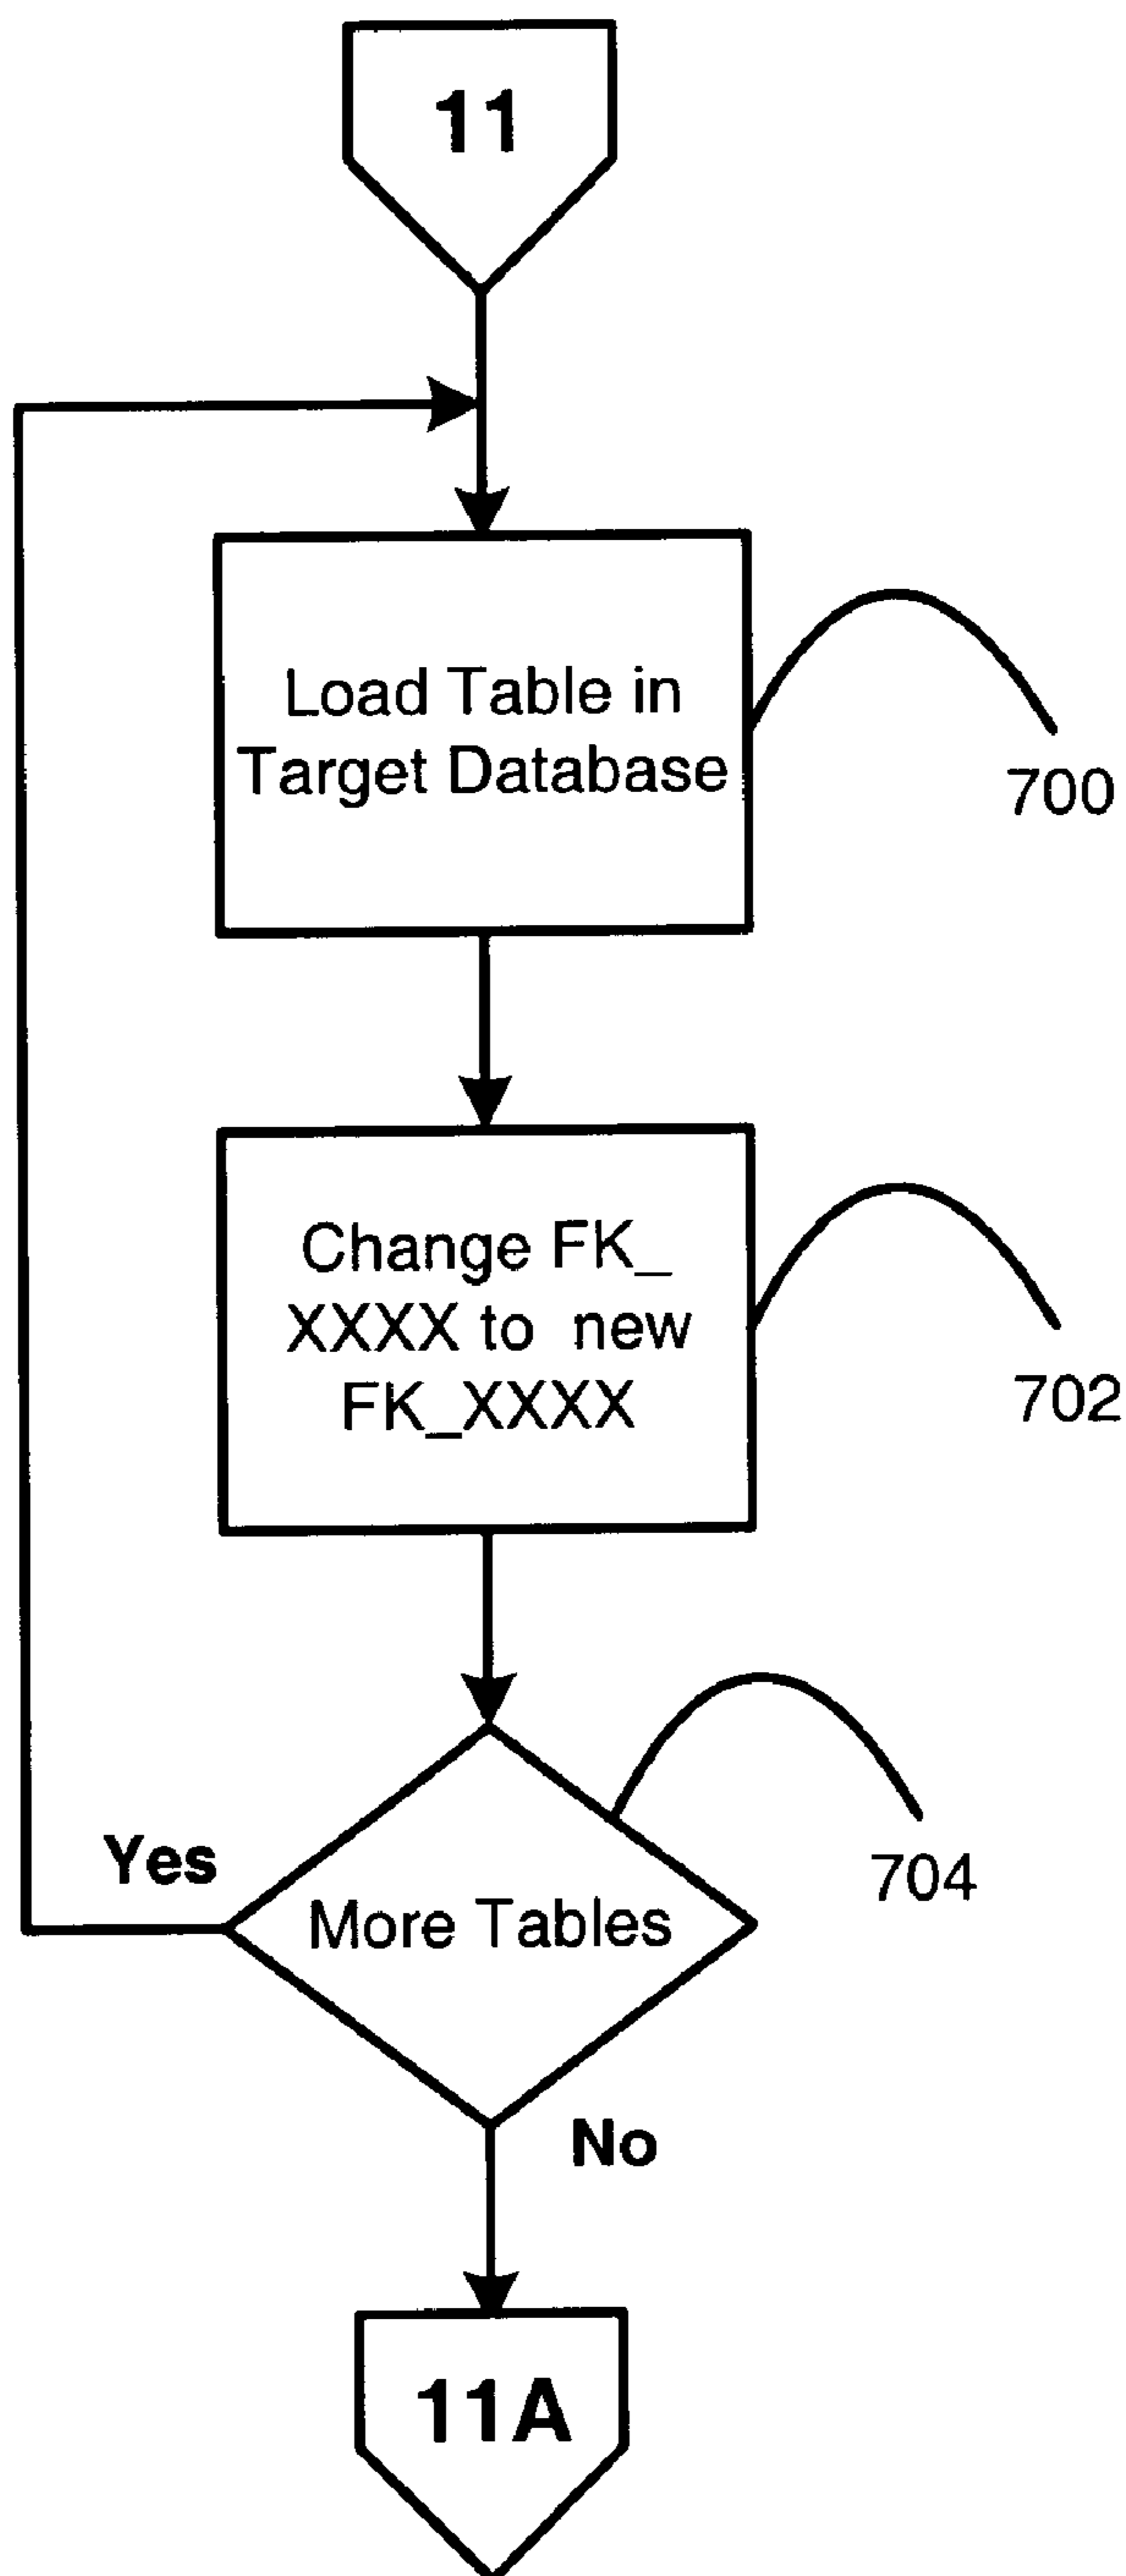 11
Load Table in
Target Database
700
Change FK_
XXXX to new
FK_XXXX
702
Yes
More Tables
704
No
11A